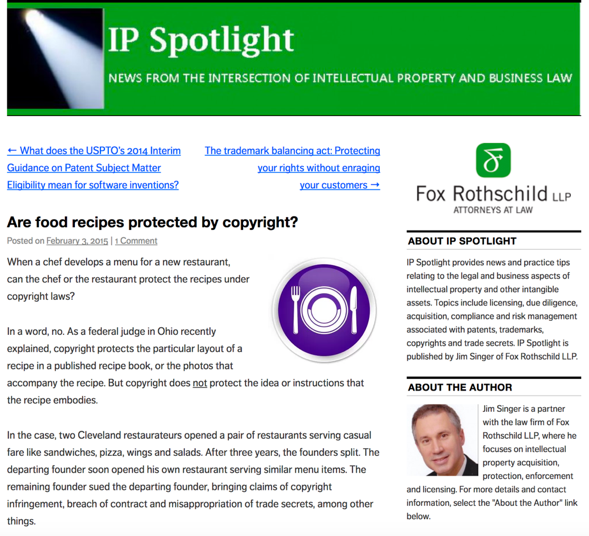 IP Spotlight
NEWS FROM THE INTERSECTION OF INTELLECTUAL PROPERTY AND BUSINESS LAW
← What does the USPTO's 2014 Interim
Guidance on Patent Subject Matter
Eligibility mean for software inventions?
The trademark balancing act: Protecting
your rights without enraging
your customers →
Are food recipes protected by copyright?
Posted on February 3, 2015 | 1 Comment
When a chef develops a menu for a new restaurant,
can the chef or the restaurant protect the recipes under
copyright laws?
In a word, no. As a federal judge in Ohio recently
explained, copyright protects the particular layout of a
recipe in a published recipe book, or the photos that
accompany the recipe. But copyright does not protect the idea or instructions that
the recipe embodies.
In the case, two Cleveland restaurateurs opened a pair of restaurants serving casual
fare like sandwiches, pizza, wings and salads. After three years, the founders split. The
departing founder soon opened his own restaurant serving similar menu items. The
remaining founder sued the departing founder, bringing claims of copyright
infringement, breach of contract and misappropriation of trade secrets, among other
things.
Fox Rothschild LLP
ATTORNEYS AT LAW
ABOUT IP SPOTLIGHT
IP Spotlight provides news and practice tips
relating to the legal and business aspects of
intellectual property and other intangible
assets. Topics include licensing, due diligence,
acquisition, compliance and risk management
associated with patents, trademarks,
copyrights and trade secrets. IP Spotlight is
published by Jim Singer of Fox Rothschild LLP.
ABOUT THE AUTHOR
Jim Singer is a partner
with the law firm of Fox
Rothschild LLP, where he
focuses on intellectual
property acquisition,
protection, enforcement
and licensing. For more details and contact
information, select the "About the Author" link
below.